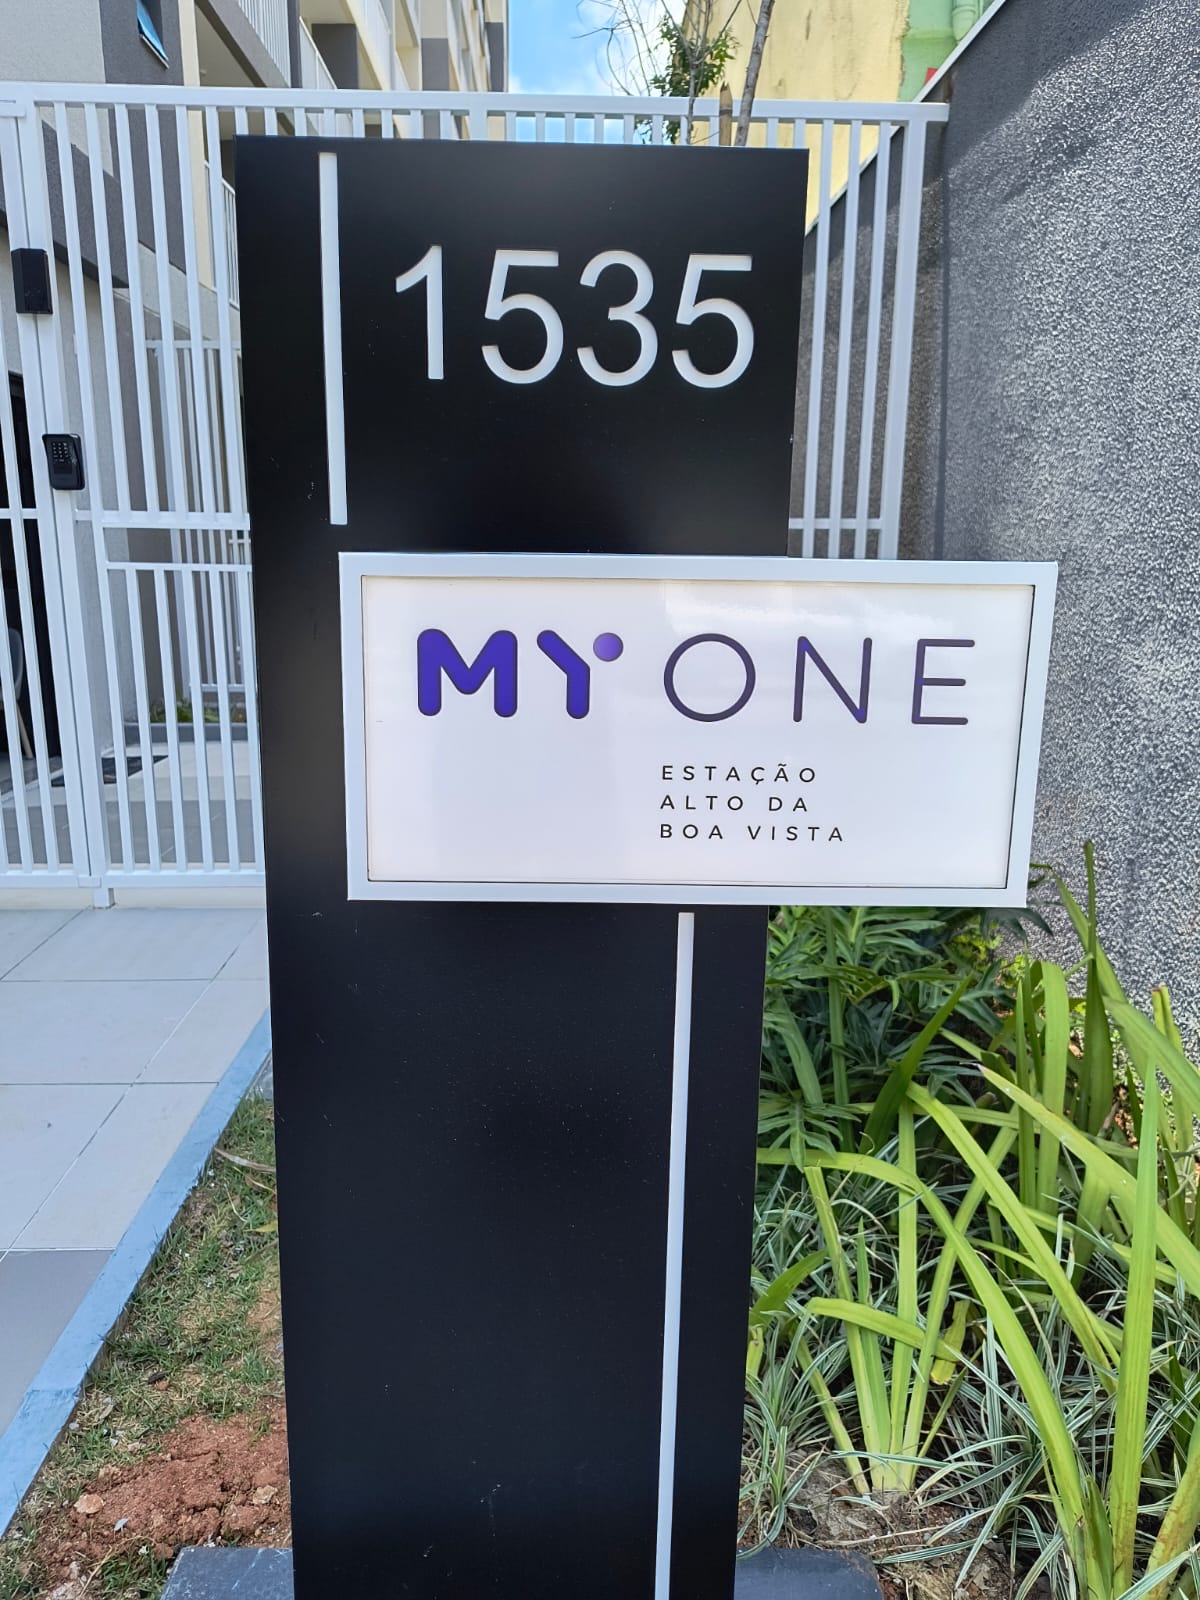 1535
MY ONE
ESTAÇÃO
ALTO DA
BOA VISTA